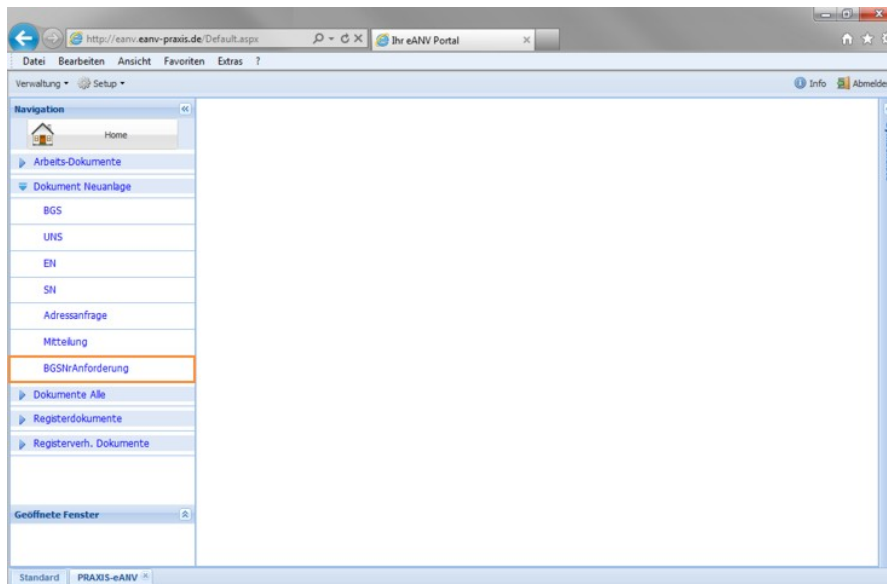 http://eanv.eanv-praxis.de/Default.aspx
Ihr eANV Portal
Datei Bearbeiten Ansicht Favoriten Extras ?
Verwaltung Setup Info Abmelde
Navigation
Home
Arbeits-Dokumente
Dokument Neuanlage
BGS
UNS
EN
SN
Adressanfrage
Mitteilung
BGSNrAnforderung
Dokumente Alle
Registerdokumente
Registerverh. Dokumente
Geöffnete Fenster
Standard PRAXIS-eANV